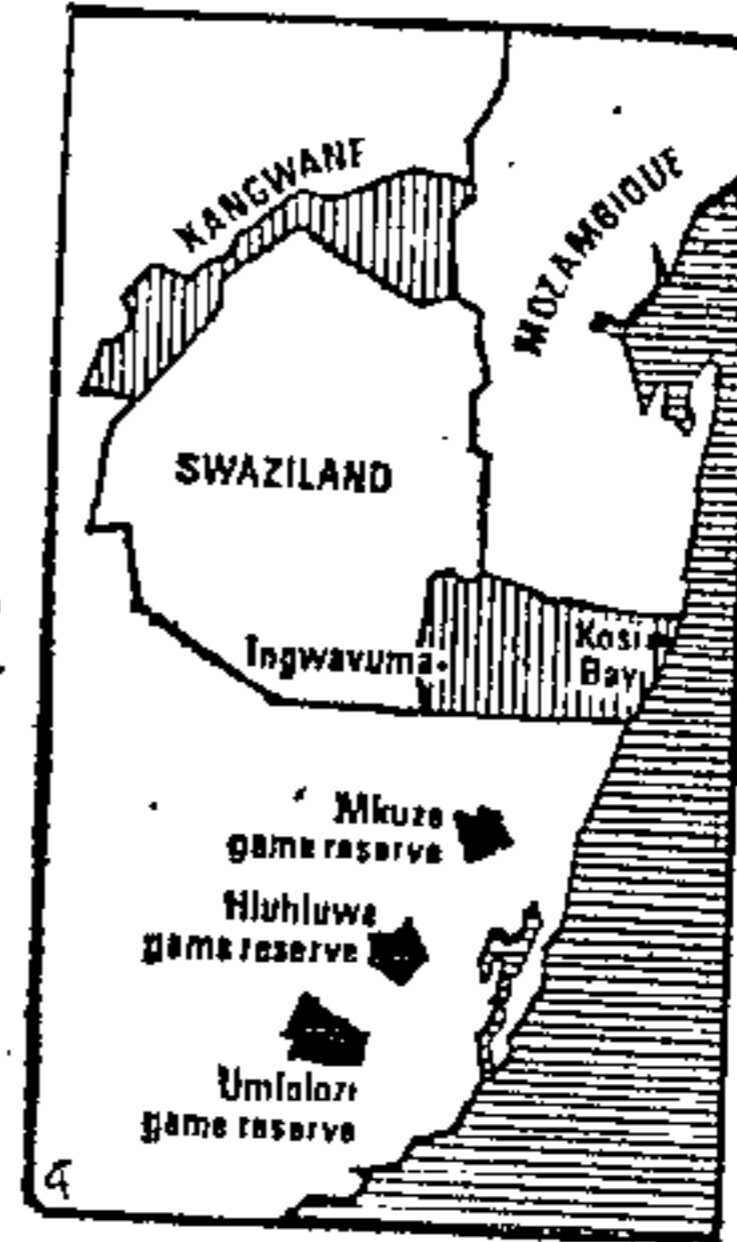 KANGWANE
MOZAMBIQUE
SWAZILAND
Ingwavuma
Kosi
Bay
Mkuze
game reserve
Hluhluwe
game reserve
Umfolozi
game reserve